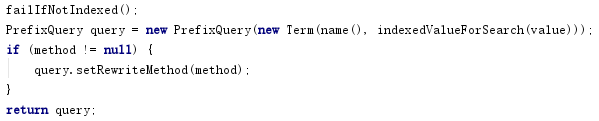 failIfNotIndexed();
PrefixQuery query = new PrefixQuery(new Term(name(), indexedValueForSearch(value)));
if (method != null) {
    query.setRewriteMethod(method);
}
return query;